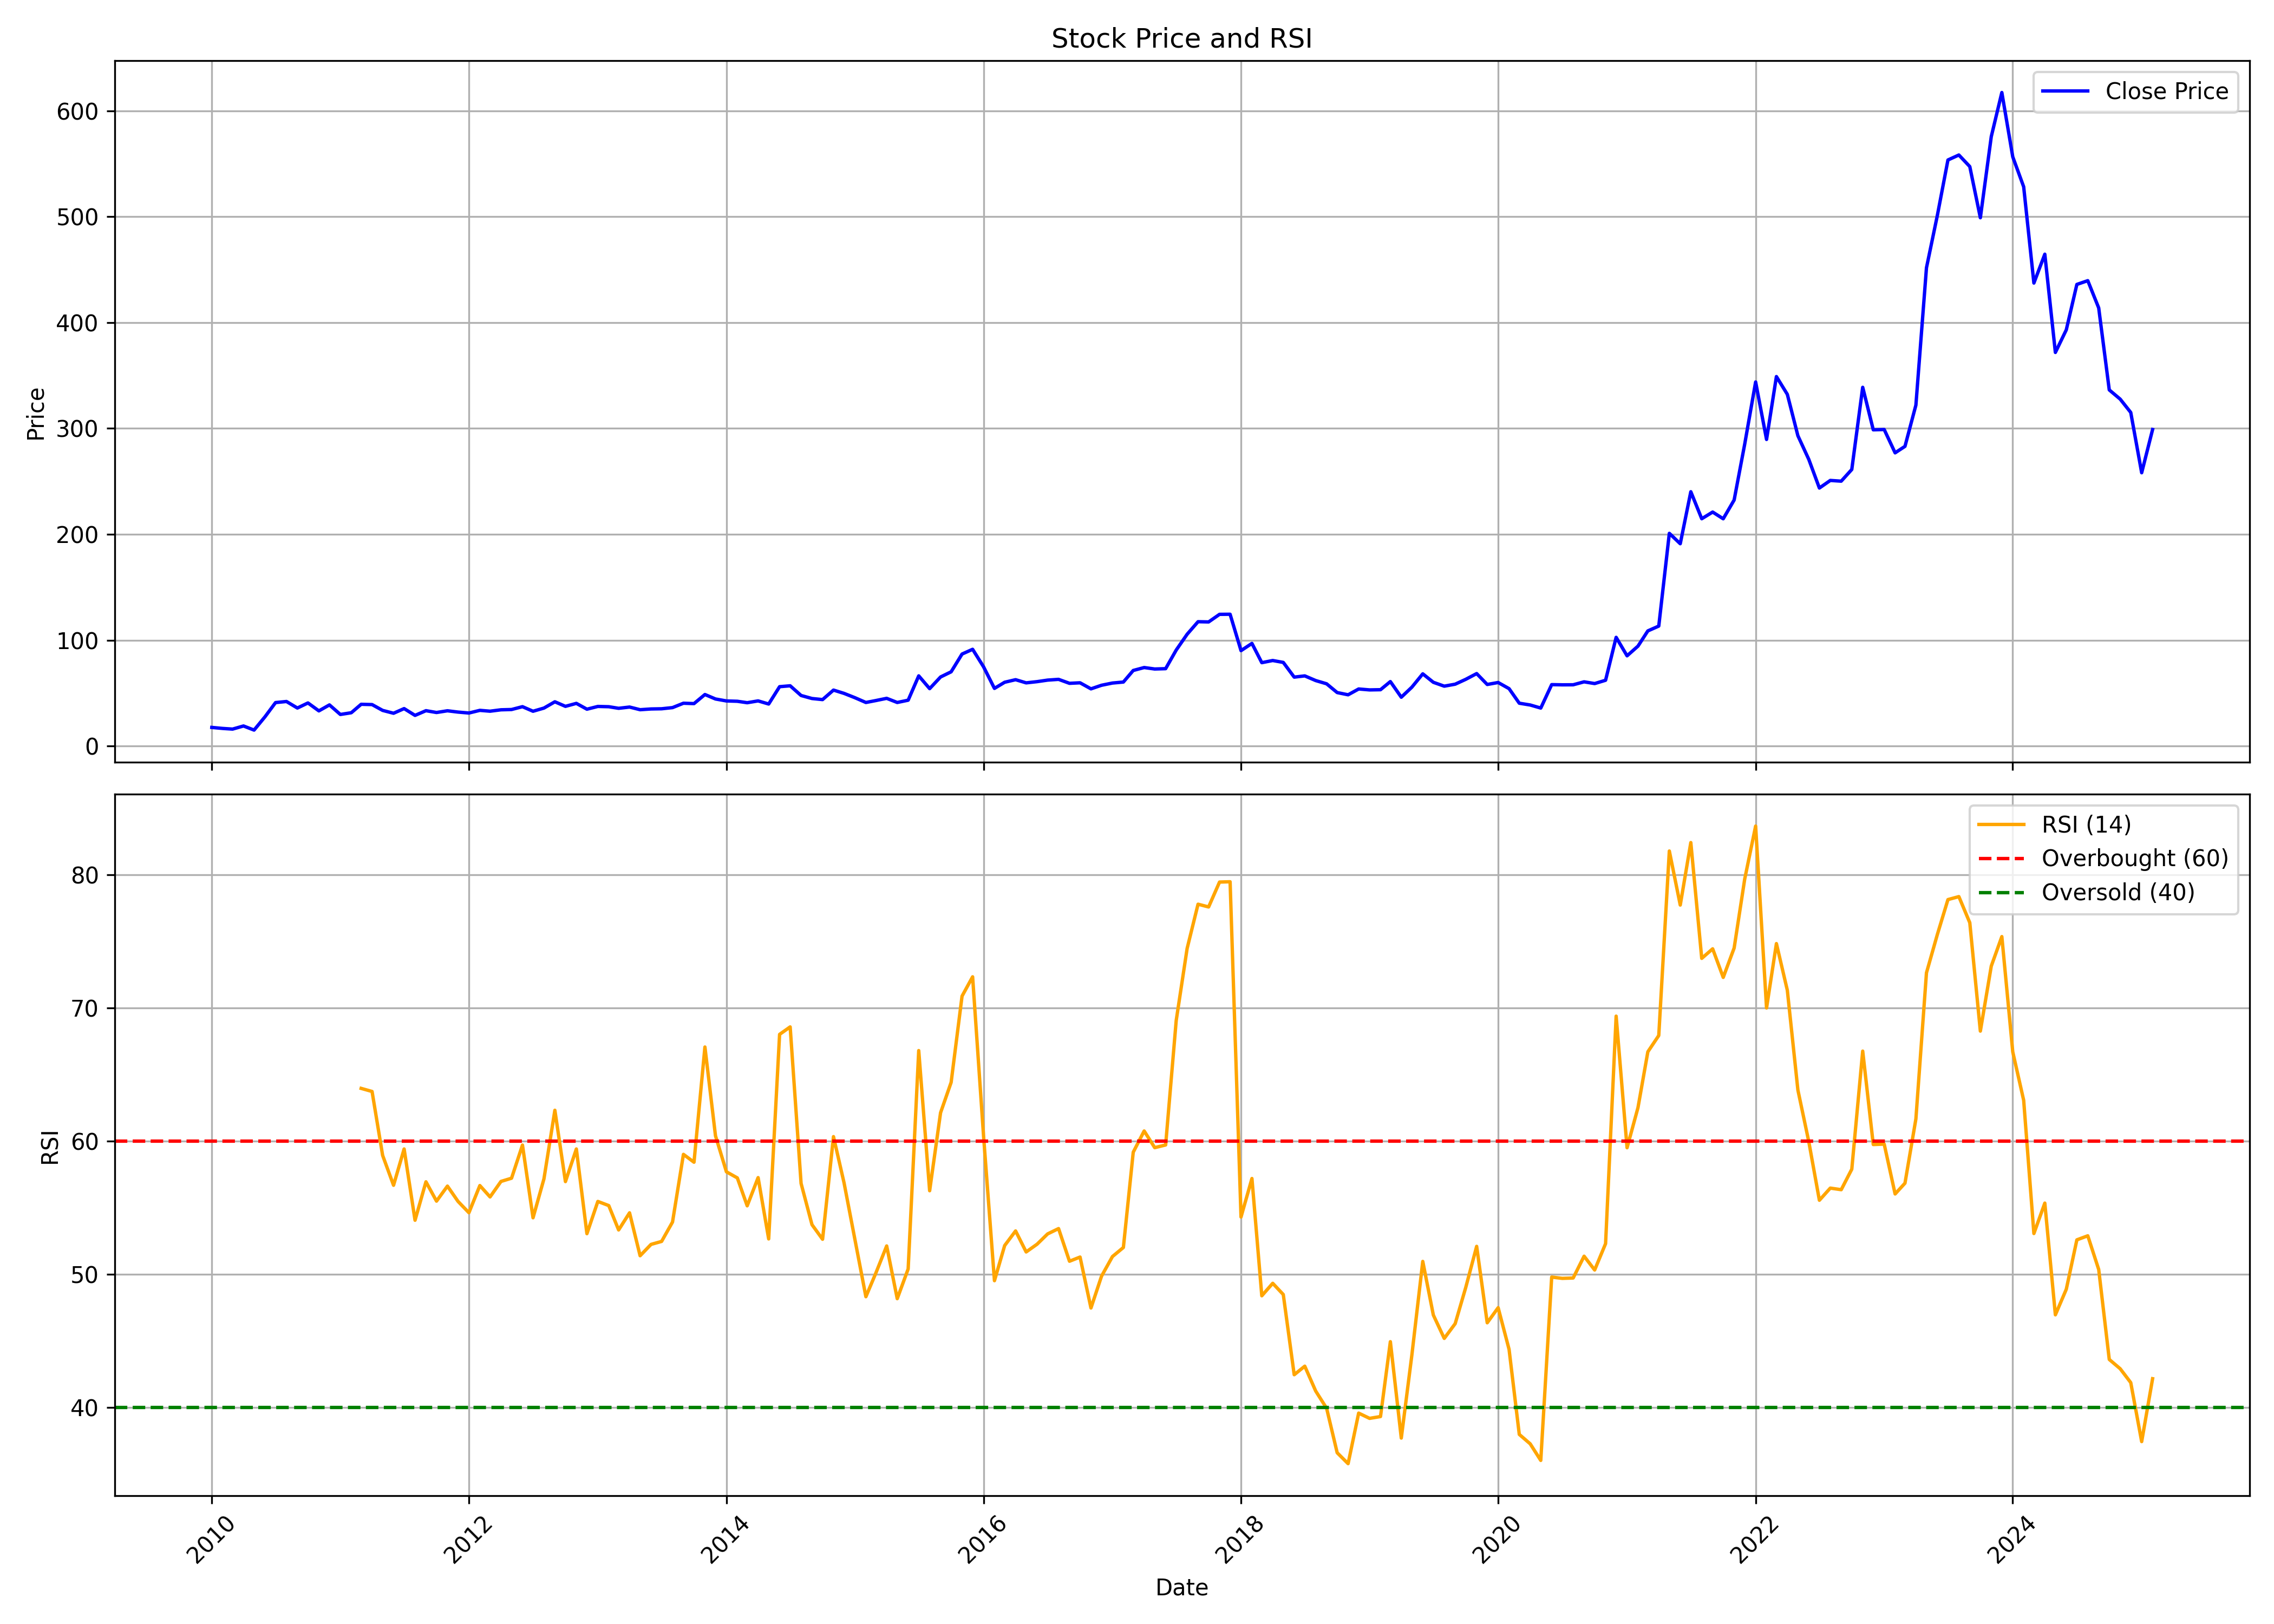 Stock Price and RSI
Close Price
600
500
400
300
200
100
0
Price
RSI (14)
Overbought (60)
Oversold (40)
80
70
60
50
40
RSI
2010
2012
2014
2016
2018
2020
2022
2024
Date